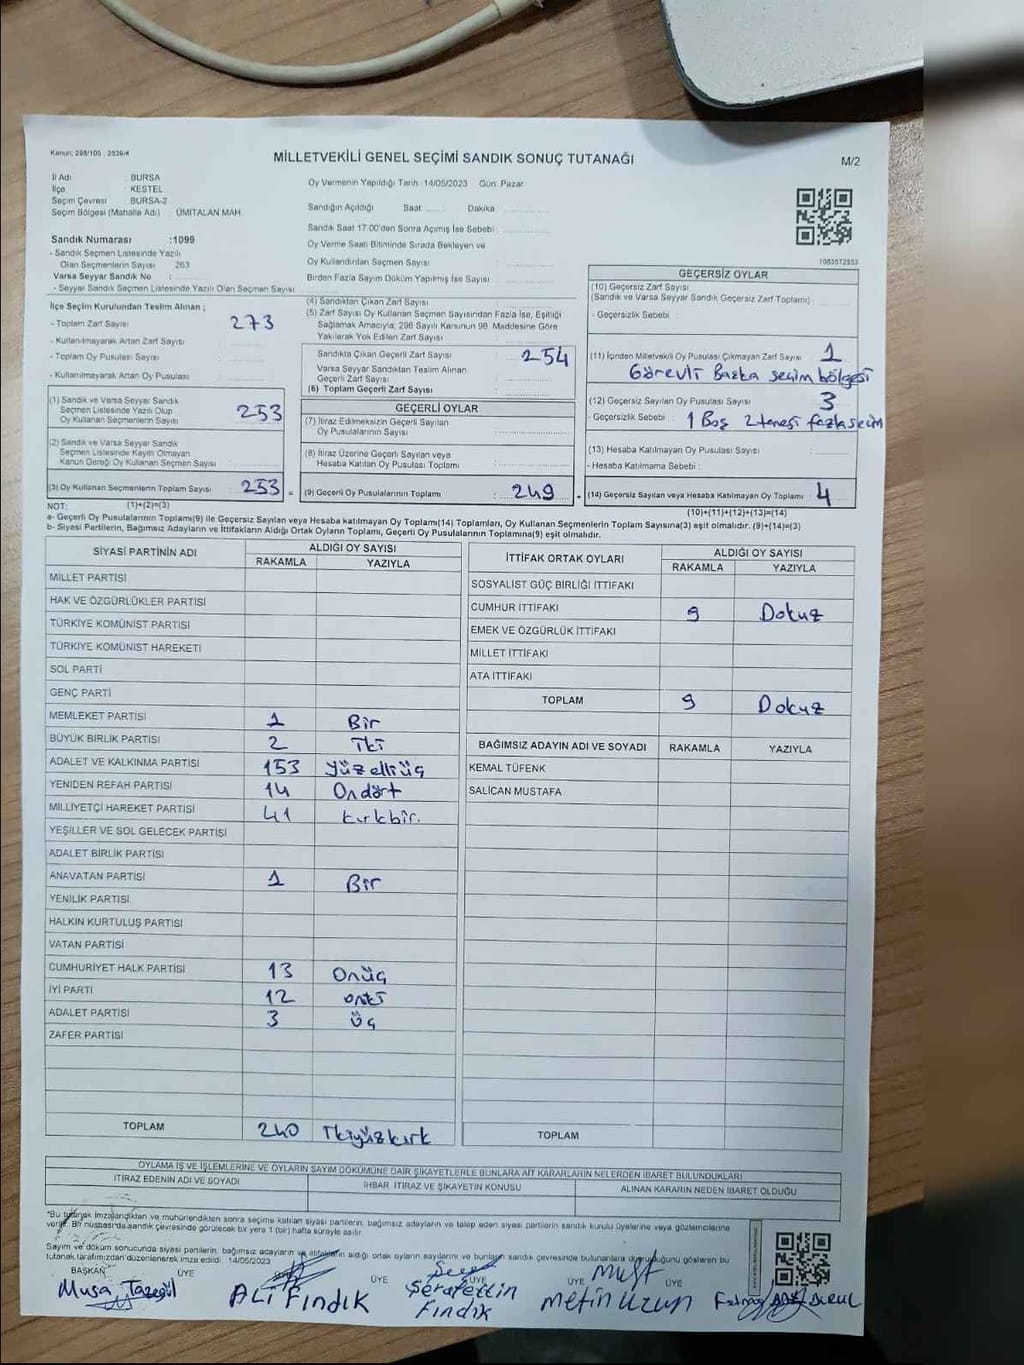 Kanun: 298/105 , 2839/4
MİLLETVEKİLİ GENEL SEÇİMİ SANDIK SONUÇ TUTANAĞI
M/2
İl Adı : BURSA
İlçe : KESTEL
Seçim Çevresi : BURSA-2
Seçim Bölgesi (Mahalle Adı) : ÜMİTALAN MAH
Sandık Numarası :1099
- Sandık Seçmen Listesinde Yazılı
Olan Seçmenlerin Sayısı 263
Varsa Seyyar Sandık No :
- Seyyar Sandık Seçmen Listesinde Yazılı Olan Seçmen Sayısı
Oy Vermenin Yapıldığı Tarih 14/05/2023 Gün Pazar
Sandığın Açıldığı Saat: Dakika
Sandık Saat 17.00'den Sonra Açımış İse Sebebi
Oy Verme Saati Bitiminde Sırada Bekleyen ve
Oy Kullandırılan Seçmen Sayısı
Birden Fazla Sayım Döküm Yapılmış İse Sayısı
1083572553
İlçe Seçim Kurulundan Teslim Alınan ;
- Toplam Zarf Sayısı 273
- Kullanılmayarak Artan Zarf Sayısı
- Toplam Oy Pusulası Sayısı
- Kullanılmayarak Artan Oy Pusulası
(1) Sandık ve Varsa Seyyar Sandık
Seçmen Listesinde Yazılı Olup
Oy Kullanan Seçmenlerin Sayısı 253
(2) Sandık ve Varsa Seyyar Sandık
Seçmen Listesinde Kayıtlı Olmayan
Kanun Gereği Oy Kullanan Seçmen Sayısı
(3) Oy Kullanan Seçmenlerin Toplam Sayısı : 253 =
(4) Sandıktan Çıkan Zarf Sayısı
(5) Zarf Sayısı Oy Kullanan Seçmen Sayısından Fazla İse, Eşitliği
Sağlamak Amacıyla; 298 Sayılı Kanunun 98. Maddesine Göre
Yakılarak Yok Edilen Zarf Sayısı
Sandıkta Çıkan Geçerli Zarf Sayısı : 254
Varsa Seyyar Sandıktan Teslim Alınan
Geçerli Zarf Sayısı
(6) Toplam Geçerli Zarf Sayısı
GEÇERLİ OYLAR
(7) İtiraz Edilmeksizin Geçerli Sayılan
Oy Pusulalarının Sayısı
(8) İtiraz Üzerine Geçerli Sayılan veya
Hesaba Katılan Oy Pusulası Toplamı
(9) Geçerli Oy Pusulalarının Toplamı : 249 +
GEÇERSİZ OYLAR
(10) Geçersiz Zarf Sayısı
(Sandık ve Varsa Seyyar Sandık Geçersiz Zarf Toplamı)
- Geçersizlik Sebebi :
(11) İçinden Milletvekili Oy Pusulası Çıkmayan Zarf Sayısı 1
Görevli Başka seçim bölgesi
(12) Geçersiz Sayılan Oy Pusulası Sayısı 3
- Geçersizlik Sebebi : 1 Boş 2 tanesi fazla seçim
(13) Hesaba Katılmayan Oy Pusulası Sayısı
- Hesaba Katılmama Sebebi :
(14) Geçersiz Sayılan veya Hesaba Katılmayan Oy Toplamı : 4
NOT: (1)+(2)=(3)
(10)+(11)+(12)+(13)=(14)
a- Geçerli Oy Pusulalarının Toplamı(9) ile Geçersiz Sayılan veya Hesaba katılmayan Oy Toplamı(14) Toplamları, Oy Kullanan Seçmenlerin Toplam Sayısına(3) eşit olmalıdır. (9)+(14)=(3)
b- Siyasi Partilerin, Bağımsız Adayların ve İttifakların Aldığı Ortak Oyların Toplamı, Geçerli Oy Pusulalarının Toplamına(9) eşit olmalıdır.
SİYASİ PARTİNİN ADI ALDIĞI OY SAYISI
RAKAMLA YAZIYLA
MİLLET PARTİSİ
HAK VE ÖZGÜRLÜKLER PARTİSİ
TÜRKİYE KOMÜNİST PARTİSİ
TÜRKİYE KOMÜNİST HAREKETİ
SOL PARTİ
GENÇ PARTİ
MEMLEKET PARTİSİ 1 Bir
BÜYÜK BİRLİK PARTİSİ 2 İki
ADALET VE KALKINMA PARTİSİ 153 Yüzelliüç
YENİDEN REFAH PARTİSİ 14 Ondört
MİLLİYETÇİ HAREKET PARTİSİ 41 kırkbir.
YEŞİLLER VE SOL GELECEK PARTİSİ
ADALET BİRLİK PARTİSİ
ANAVATAN PARTİSİ 1 Bir
YENİLİK PARTİSİ
HALKIN KURTULUŞ PARTİSİ
VATAN PARTİSİ
CUMHURİYET HALK PARTİSİ 13 Onüç
İYİ PARTİ 12 oniki
ADALET PARTİSİ 3 üç
ZAFER PARTİSİ
TOPLAM 240 İkiyüzkırk
İTTİFAK ORTAK OYLARI ALDIĞI OY SAYISI
RAKAMLA YAZIYLA
SOSYALİST GÜÇ BİRLİĞİ İTTİFAKI
CUMHUR İTTİFAKI 9 Dokuz
EMEK VE ÖZGÜRLÜK İTTİFAKI
MİLLET İTTİFAKI
ATA İTTİFAKI
TOPLAM 9 Dokuz
BAĞIMSIZ ADAYIN ADI VE SOYADI RAKAMLA YAZIYLA
KEMAL TÜFENK
SALİCAN MUSTAFA
TOPLAM
OYLAMA İŞ VE İŞLEMLERİNE VE OYLARIN SAYIM DÖKÜMÜNE DAİR ŞİKAYETLERLE BUNLARA AİT KARARLARIN NELERDEN İBARET BULUNDUKLARI
İTİRAZ EDENİN ADI VE SOYADI İHBAR, İTİRAZ VE ŞİKAYETİN KONUSU ALINAN KARARIN NEDEN İBARET OLDUĞU
*Bu tutanak imzalandıktan ve mühürlendikten sonra seçime katılan siyasi partilerin, bağımsız adayların ve talep eden siyasi partilerin sandık kurulu üyelerine veya gözlemcilerine
verilir. Bir nüshası da sandık çevresinde görülecek bir yere 1 (bir) hafta süreyle asılır.
Sayım ve döküm sonucunda siyasi partilerin, bağımsız adayların ve ittifakların aldığı ortak oyların sayılarını ve bunların sandık çevresinde bulunanlara duyurulduğunu gösteren bu
tutanak tarafımızdan düzenlenerek imza edildi. 14/05/2023
BAŞKAN ÜYE ÜYE ÜYE ÜYE ÜYE
Musa Tazegül
Ali Fındık
Şerafettin
Fındık
Metin Uzun